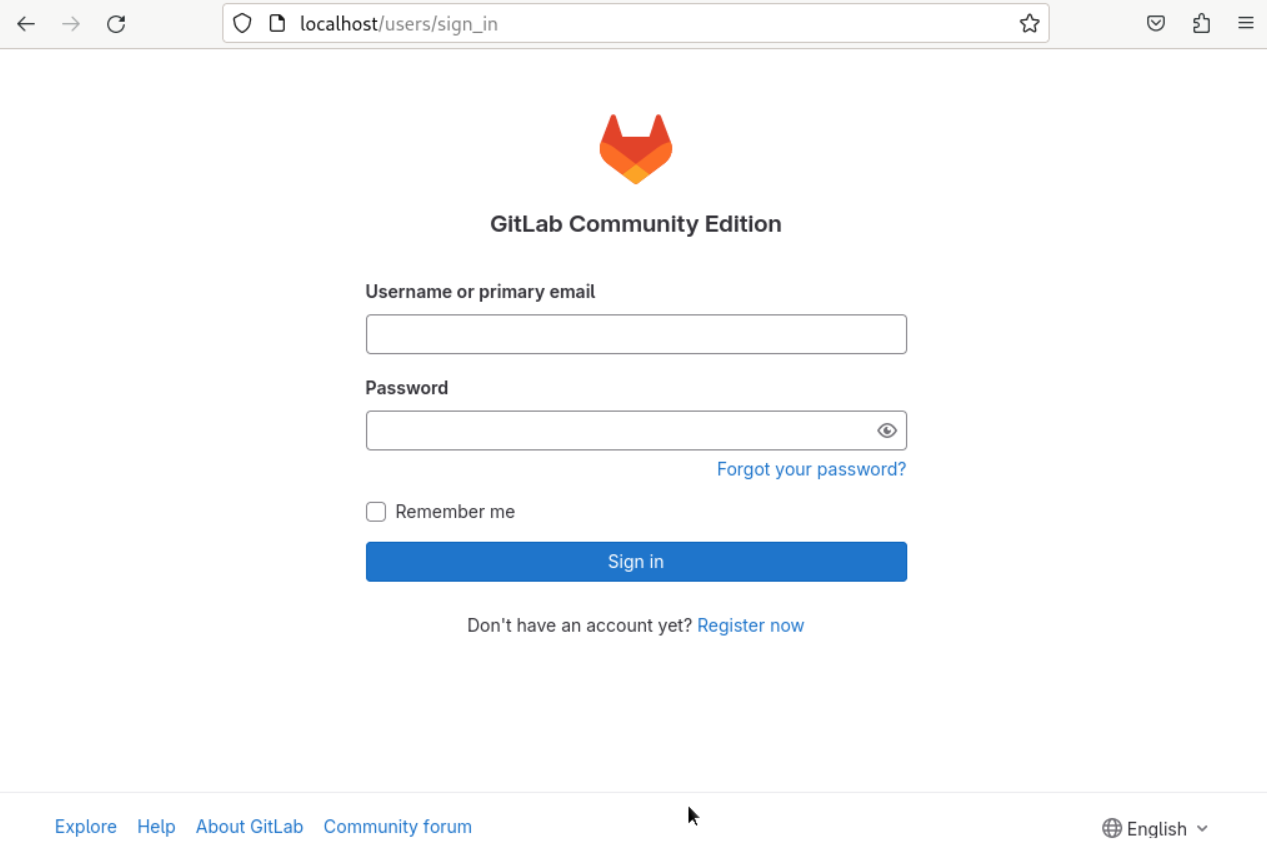 localhost/users/sign_in
GitLab Community Edition
Username or primary email
Password
Forgot your password?
Remember me
Sign in
Don't have an account yet? Register now
Explore Help About GitLab Community forum English